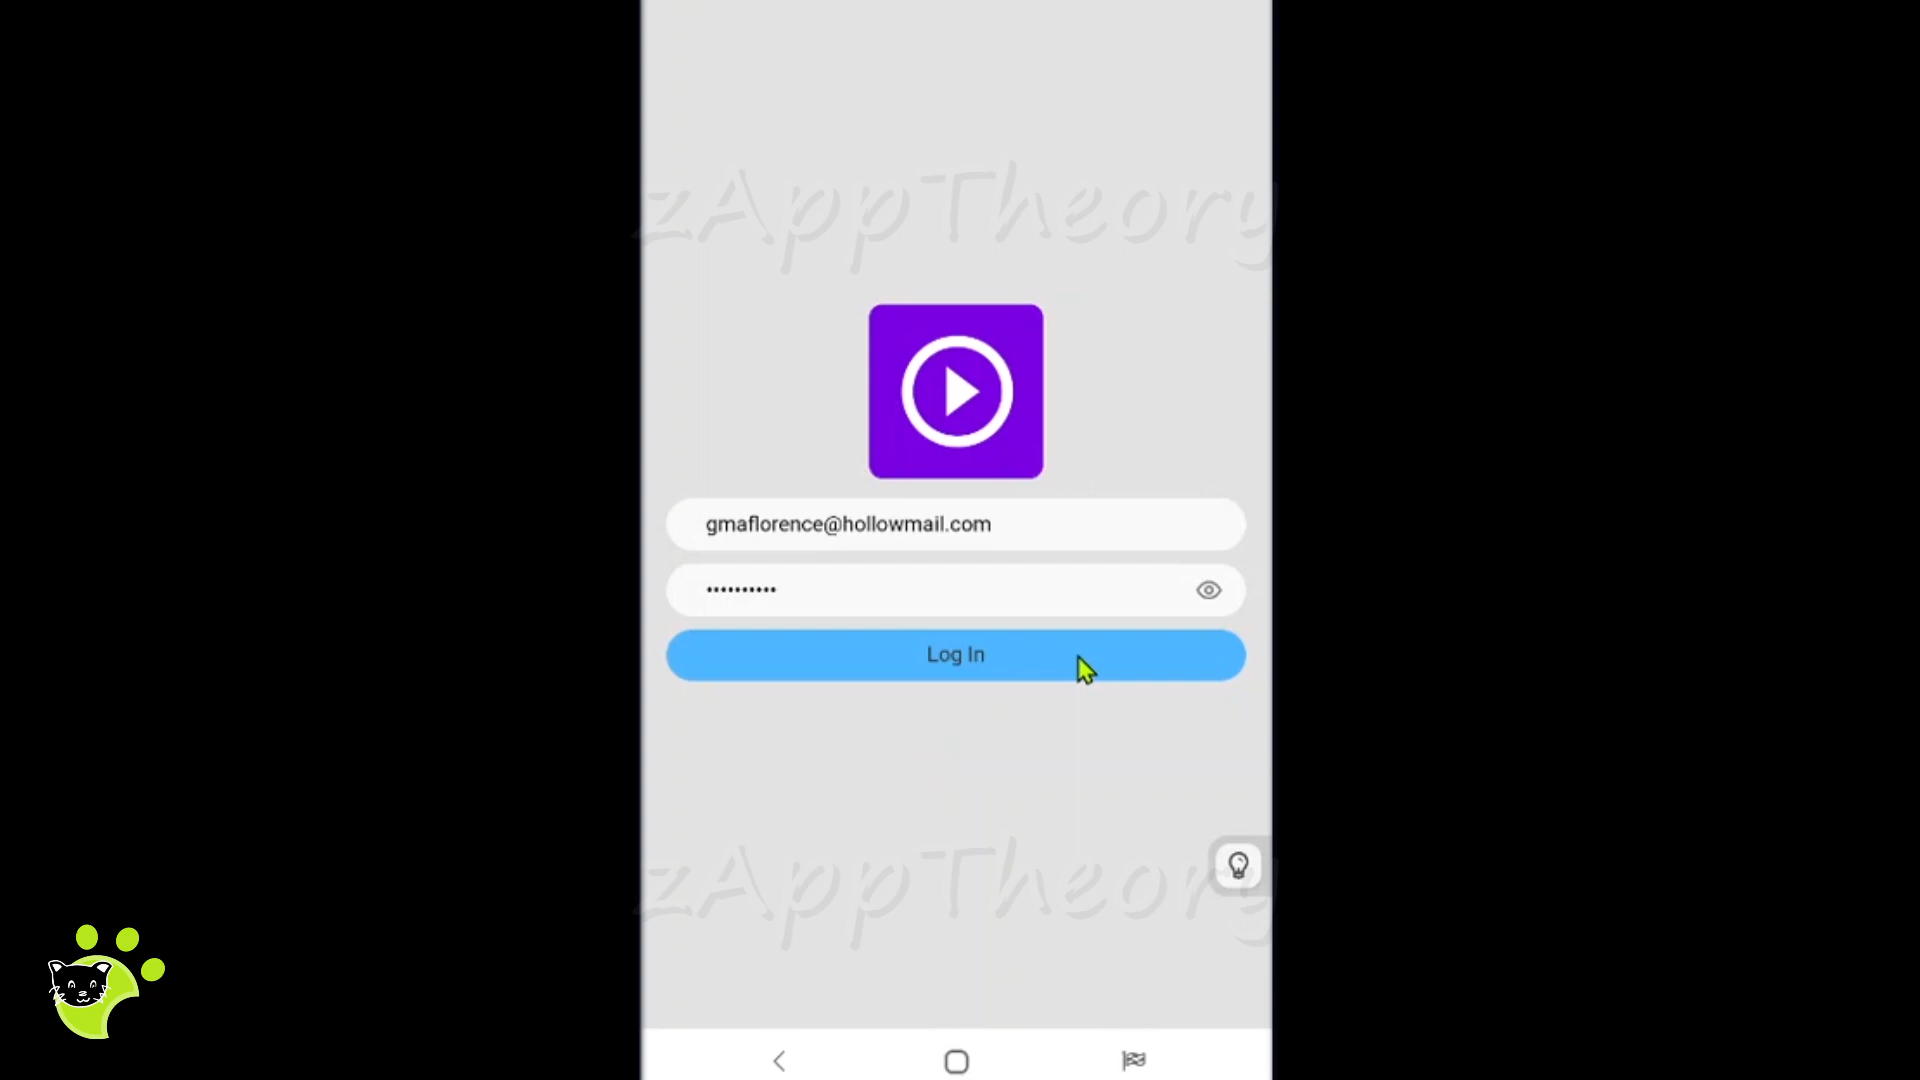 zAppTheory
gmaflorence@hollowmail.com
••••••••••
Log In
zAppTheory